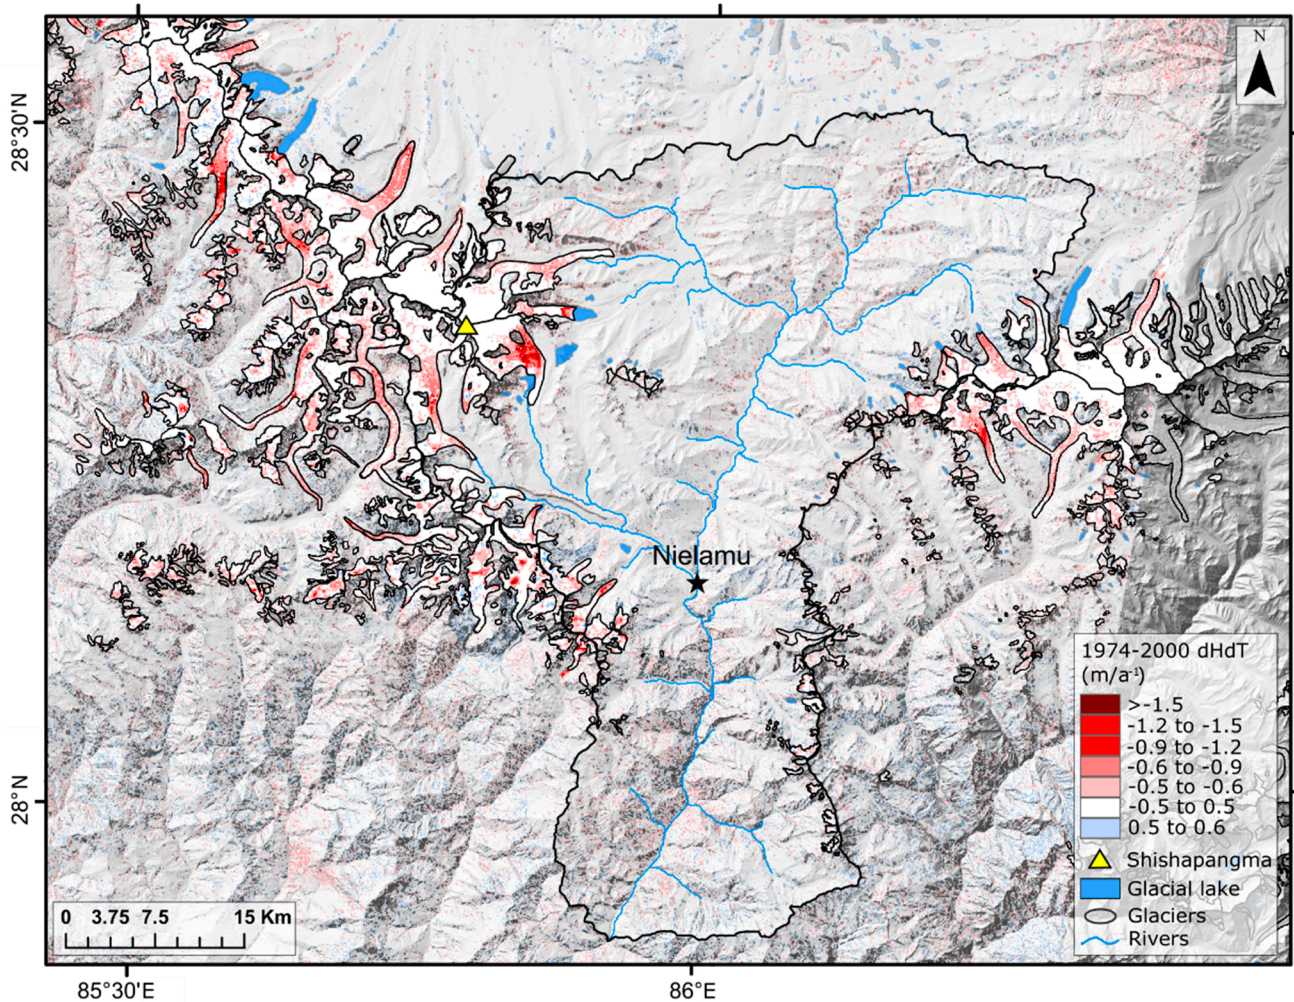 N
28°30'N
Nielamu
1974-2000 dHdT
(m/a⁻¹)
>-1.5
-1.2 to -1.5
-0.9 to -1.2
-0.6 to -0.9
-0.5 to -0.6
-0.5 to 0.5
0.5 to 0.6
Shishapangma
Glacial lake
Glaciers
Rivers
28°N
0 3.75 7.5 15 Km
85°30'E
86°E